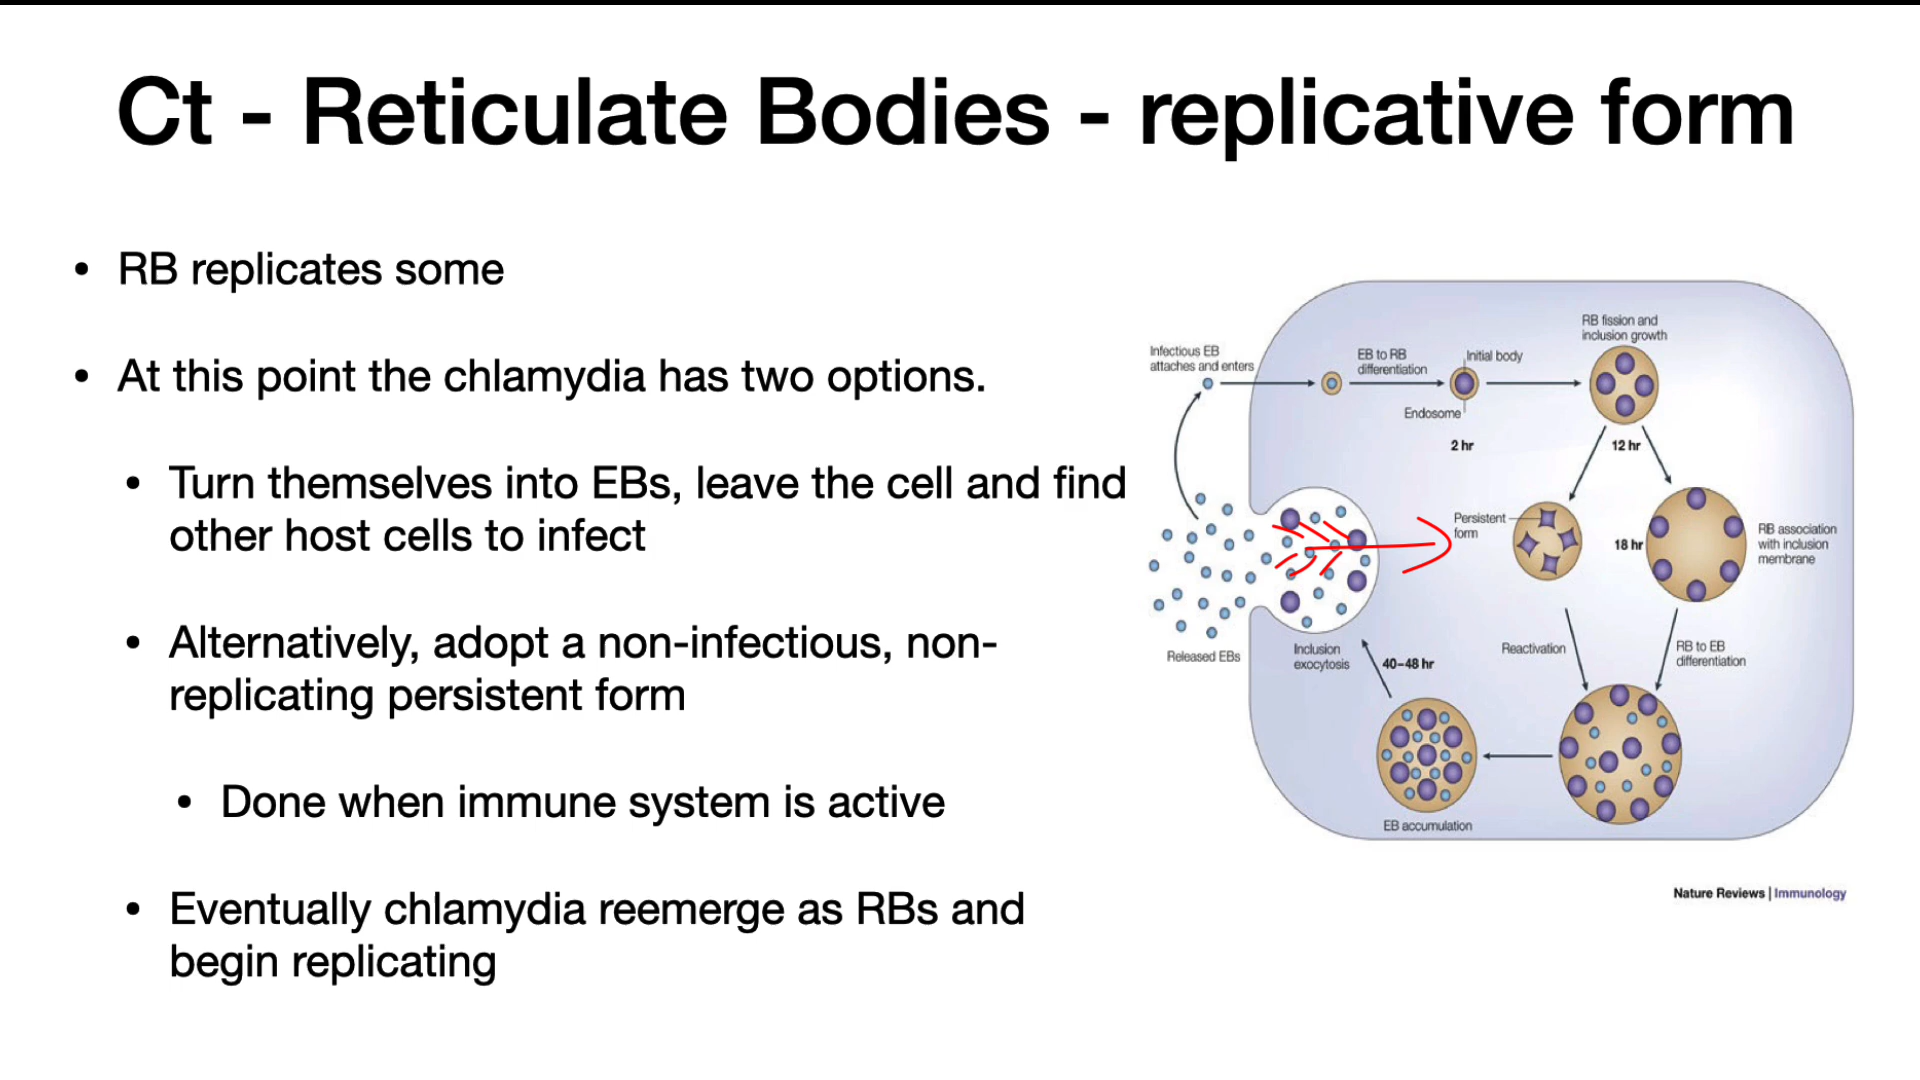 Ct - Reticulate Bodies - replicative form
• RB replicates some
• At this point the chlamydia has two options.
• Turn themselves into EBs, leave the cell and find
other host cells to infect
• Alternatively, adopt a non-infectious, non-
replicating persistent form
• Done when immune system is active
• Eventually chlamydia reemerge as RBs and
begin replicating
Infectious EB
attaches and enters
EB to RB
differentiation
Initial body
Endosome
2 hr
RB fission and
inclusion growth
12 hr
Persistent
form
18 hr
RB association
with inclusion
membrane
Released EBs
Inclusion
exocytosis
40–48 hr
Reactivation
RB to EB
differentiation
EB accumulation
Nature Reviews | Immunology